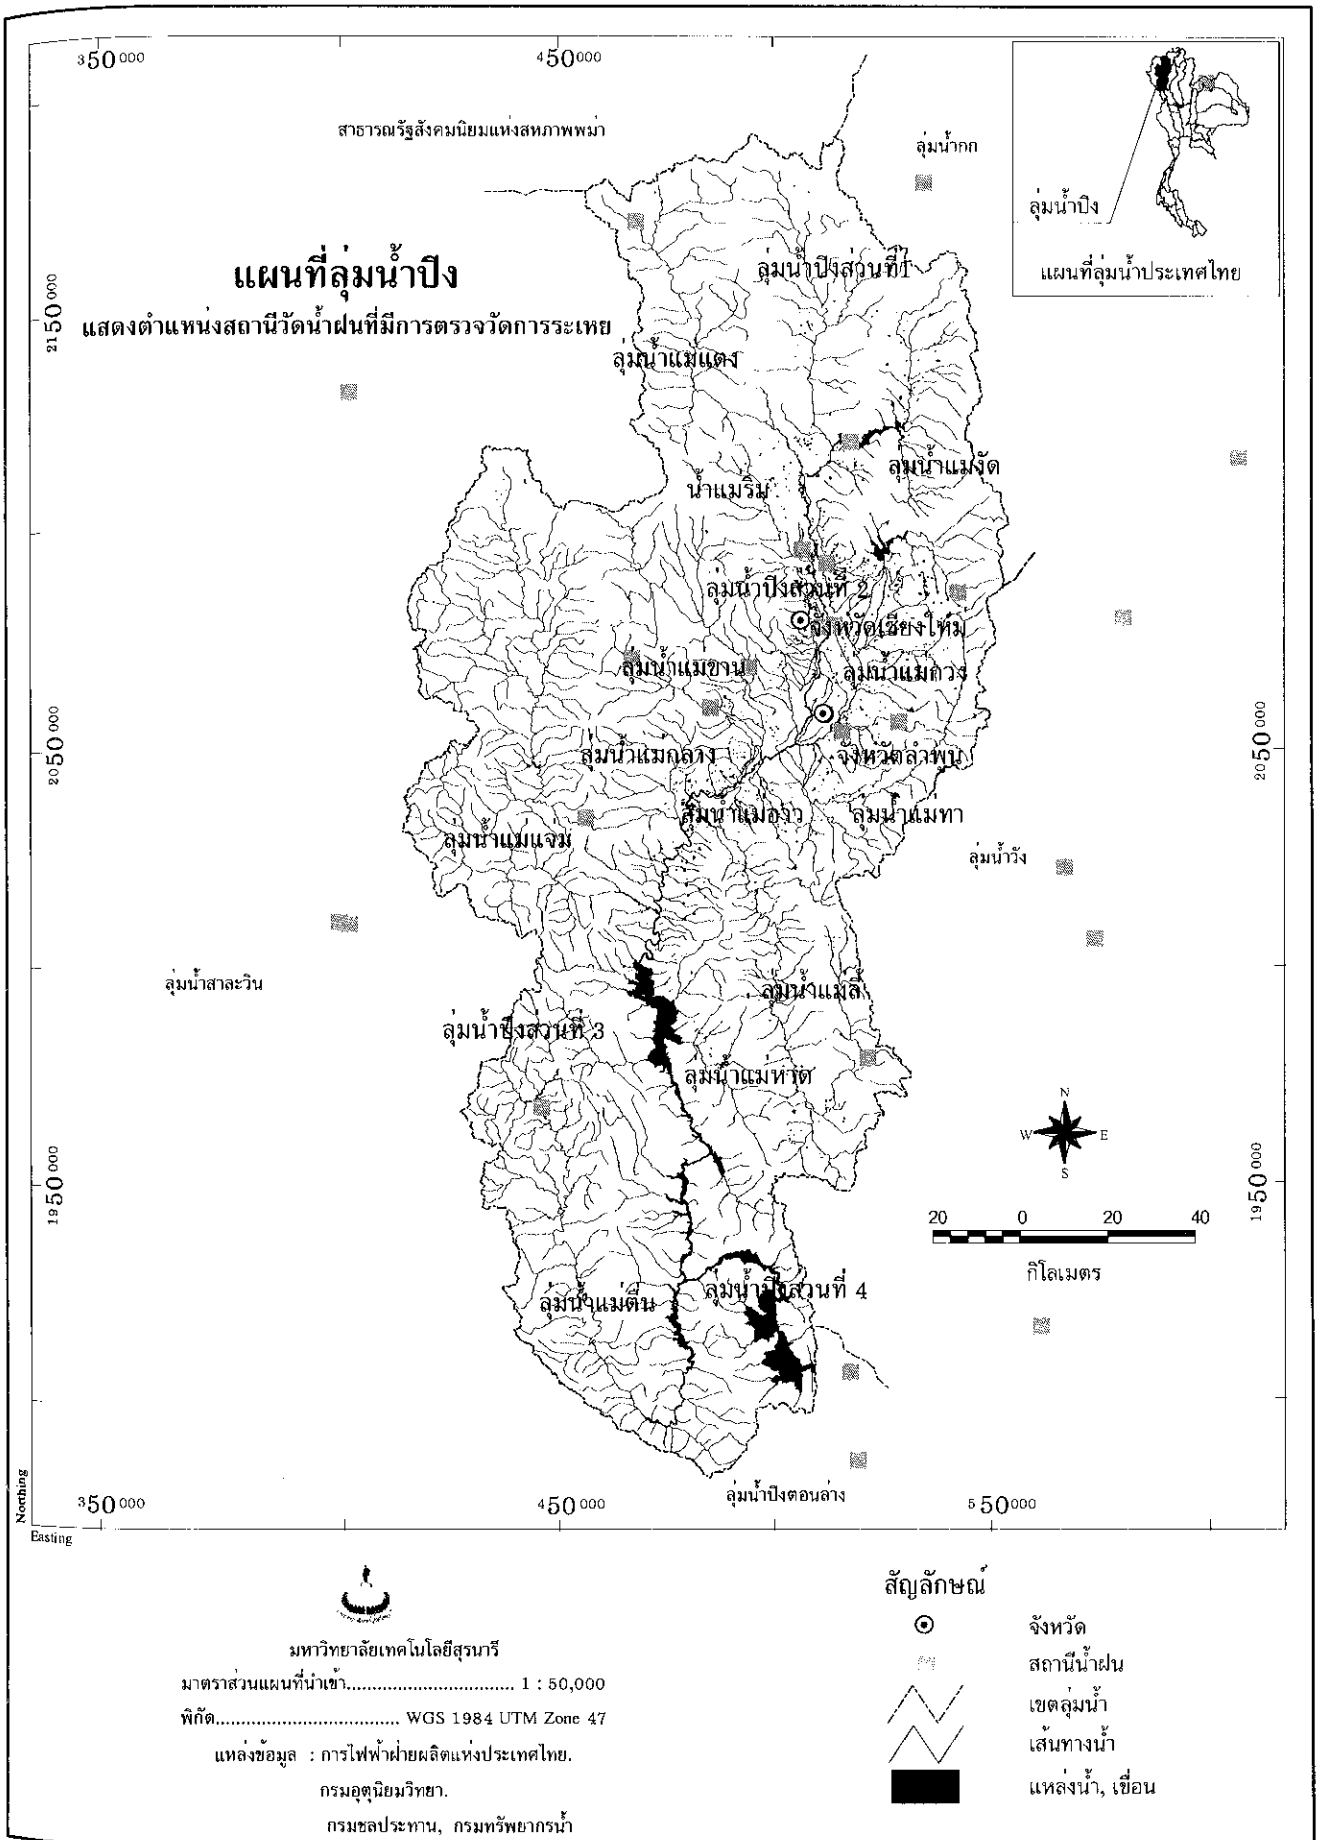 350000
450000
สาธารณรัฐสังคมนิยมแห่งสหภาพพม่า
ลุ่มน้ำกก
ลุ่มน้ำปิง
แผนที่ลุ่มน้ำประเทศไทย
แผนที่ลุ่มน้ำปิง
แสดงตำแหน่งสถานีวัดน้ำฝนที่มีการตรวจวัดการระเหย
2150000
ลุ่มน้ำปิงส่วนที่1
ลุ่มน้ำแม่แตง
ลุ่มน้ำแม่งัด
น้ำแม่ริม
ลุ่มน้ำปิงส่วนที่ 2
จังหวัดเชียงใหม่
ลุ่มน้ำแม่ขาน
ลุ่มน้ำแม่กวง
2050000
2050000
ลุ่มน้ำแม่กลาง
จังหวัดลำพูน
ลุ่มน้ำแม่ทา
ลุ่มน้ำแม่แจ่ม
ลุ่มน้ำวัง
ลุ่มน้ำสาละวิน
ลุ่มน้ำแม่ลี้
ลุ่มน้ำปิงส่วนที่ 3
ลุ่มน้ำแม่หาด
N
W E
S
1950000
1950000
20 0 20 40
กิโลเมตร
ลุ่มน้ำแม่ตื่น
ลุ่มน้ำปิงส่วนที่ 4
ลุ่มน้ำปิงตอนล่าง
Northing
350000
450000
550000
Easting
สัญลักษณ์
จังหวัด
สถานีน้ำฝน
เขตลุ่มน้ำ
เส้นทางน้ำ
แหล่งน้ำ, เขื่อน
มหาวิทยาลัยเทคโนโลยีสุรนารี
มาตราส่วนแผนที่นำเข้า................................ 1 : 50,000
พิกัด................................... WGS 1984 UTM Zone 47
แหล่งข้อมูล : การไฟฟ้าฝ่ายผลิตแห่งประเทศไทย.
กรมอุตุนิยมวิทยา.
กรมชลประทาน, กรมทรัพยากรน้ำ